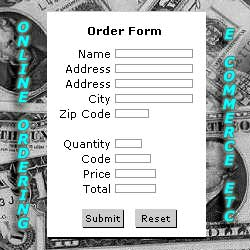 ONLINE ORDERING
Order Form
Name
Address
Address
City
Zip Code
Quantity
Code
Price
Total
Submit Reset
E COMMERCE ETC